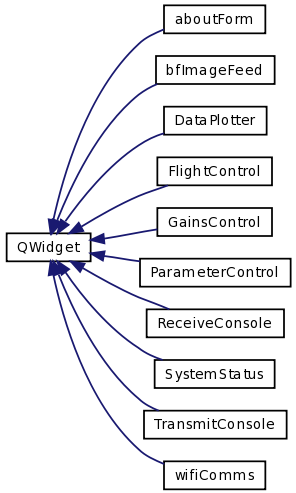 aboutForm
bfImageFeed
DataPlotter
FlightControl
QWidget
GainsControl
ParameterControl
ReceiveConsole
SystemStatus
TransmitConsole
wifiComms